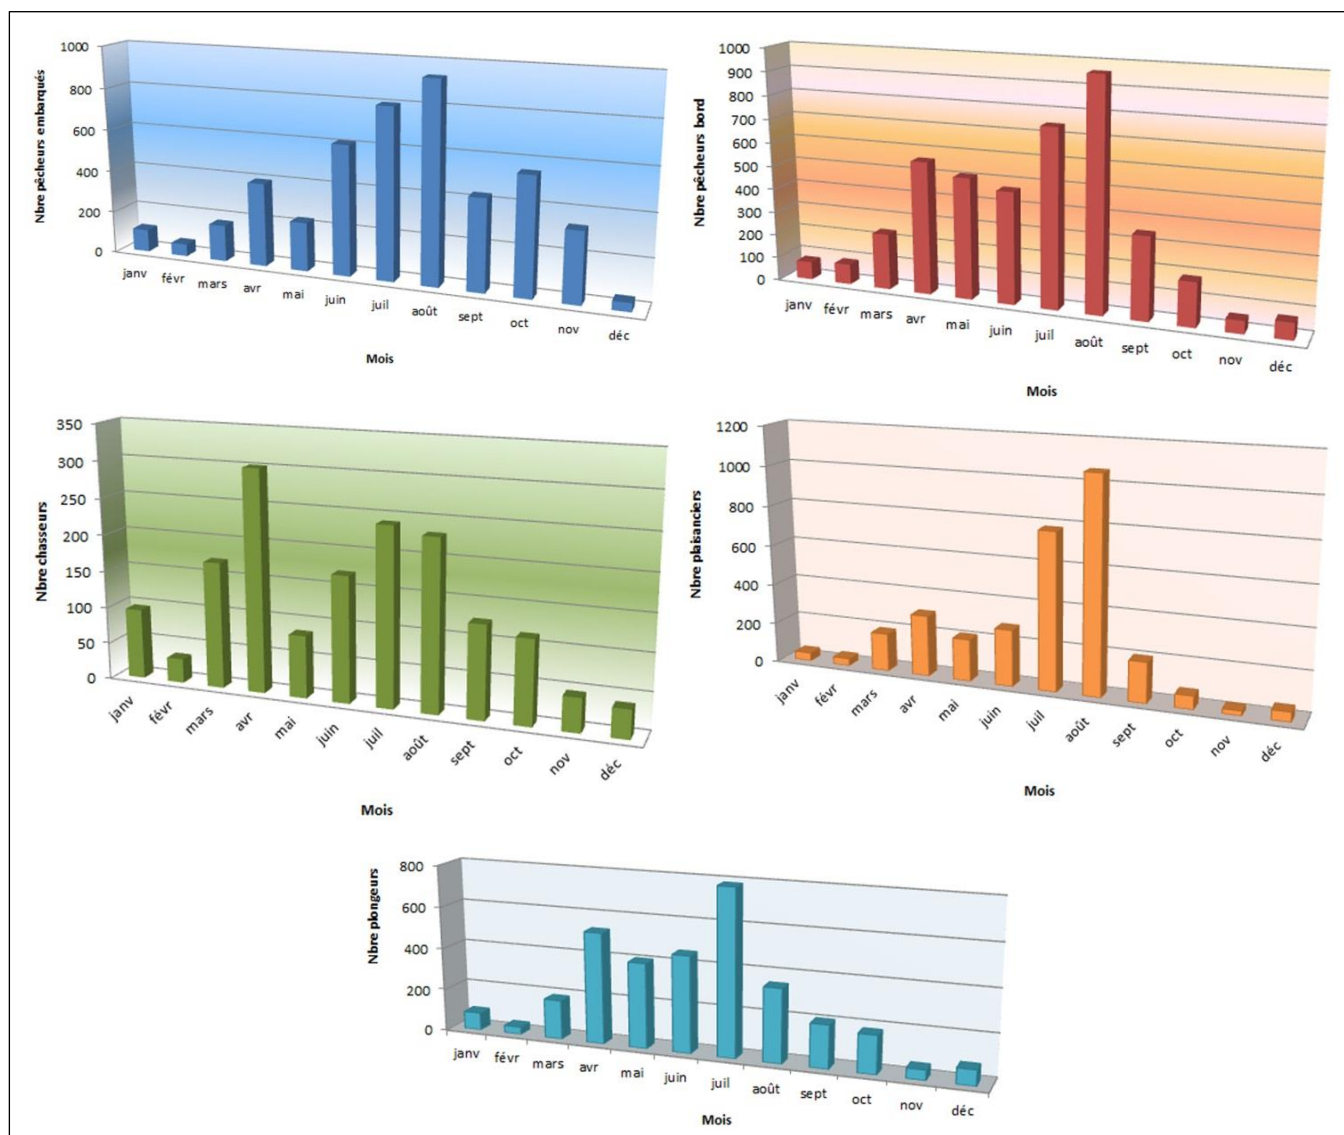 Nbre pêcheurs embarqués
1000
800
600
400
200
0
janv févr mars avr mai juin juil août sept oct nov déc
Mois
Nbre pêcheurs bord
1000
900
800
700
600
500
400
300
200
100
0
janv févr mars avr mai juin juil août sept oct nov déc
Mois
Nbre chasseurs
350
300
250
200
150
100
50
0
janv févr mars avr mai juin juil août sept oct nov déc
Mois
Nbre plaisanciers
1200
1000
800
600
400
200
0
janv févr mars avr mai juin juil août sept oct nov déc
Mois
Nbre plongeurs
800
600
400
200
0
janv févr mars avr mai juin juil août sept oct nov déc
Mois